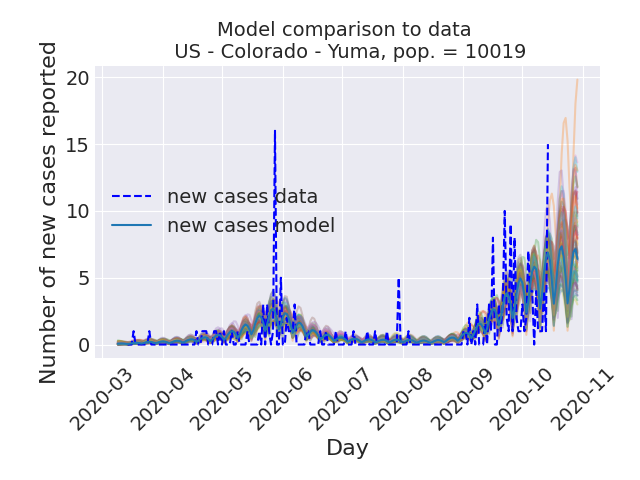 Model comparison to data
US - Colorado - Yuma, pop. = 10019
Number of new cases reported
20
15
10
5
0
new cases data
new cases model
2020-03
2020-04
2020-05
2020-06
2020-07
2020-08
2020-09
2020-10
2020-11
Day